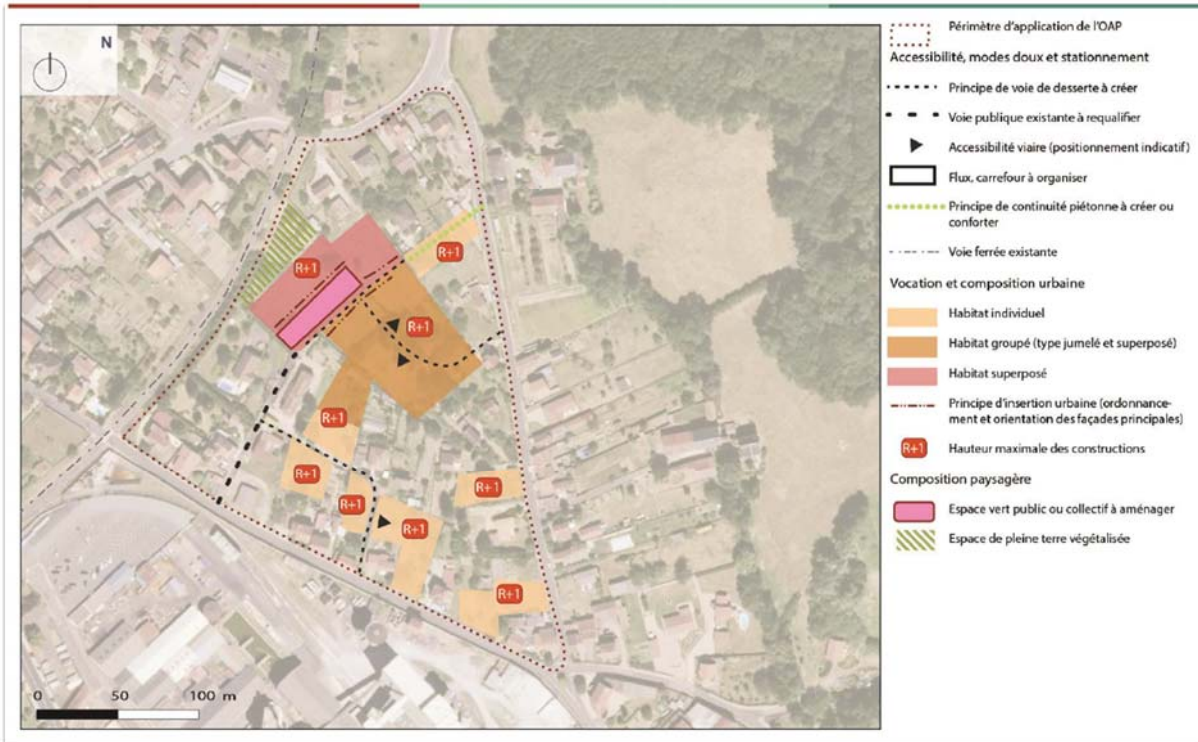 N
R+1
R+1
R+1
R+1
R+1
R+1
R+1
R+1
R+1
0 50 100 m
Périmètre d'application de l'OAP
Accessibilité, modes doux et stationnement
Principe de voie de desserte à créer
Voie publique existante à requalifier
Accessibilité viaire (positionnement indicatif)
Flux, carrefour à organiser
Principe de continuité piétonne à créer ou
conforter
Voie ferrée existante
Vocation et composition urbaine
Habitat individuel
Habitat groupé (type jumelé et superposé)
Habitat superposé
Principe d'insertion urbaine (ordonnance-
ment et orientation des façades principales)
R+1 Hauteur maximale des constructions
Composition paysagère
Espace vert public ou collectif à aménager
Espace de pleine terre végétalisée